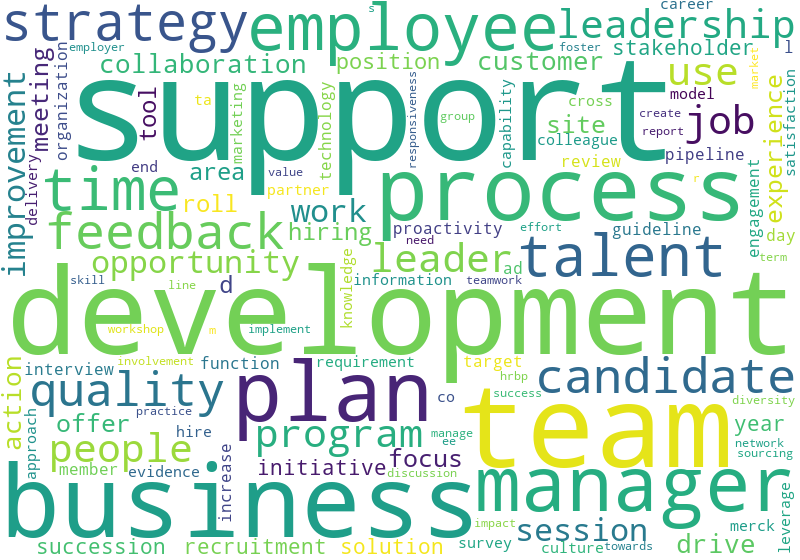 strategy employee leadership career s
employer foster stakeholder l
organization collaboration position customer
meeting support use
improvement tool ta marketing technology responsiveness group capability cross colleague model create report market experience satisfaction
delivery end area value site job
time process review pipeline
roll partner work proactivity need effort guideline day engagement term
feedback hiring leader talent
opportunity d knowledge information ad teamwork
skill line
development
workshop m implement
involvement function requirement target
interview plan hrbp success candidate
action quality co team diversity
practice
approach offer hire program manage ee year network sourcing
people member evidence increase initiative focus discussion
business manager leverage
session impact merck
succession recruitment solution survey culture towards drive
r